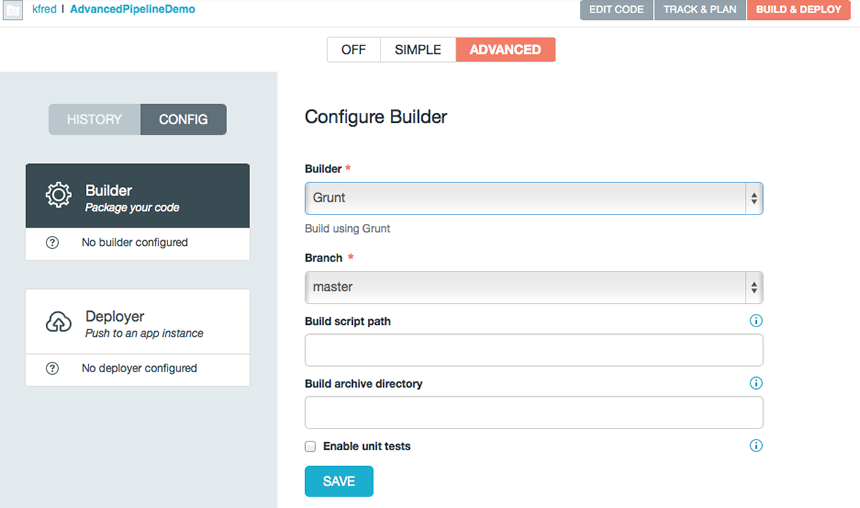 kfred | AdvancedPipelineDemo
EDIT CODE TRACK & PLAN BUILD & DEPLOY
OFF SIMPLE ADVANCED
HISTORY CONFIG
Builder
Package your code
No builder configured
Deployer
Push to an app instance
No deployer configured
Configure Builder
Builder *
Grunt
Build using Grunt
Branch *
master
Build script path
Build archive directory
Enable unit tests
SAVE